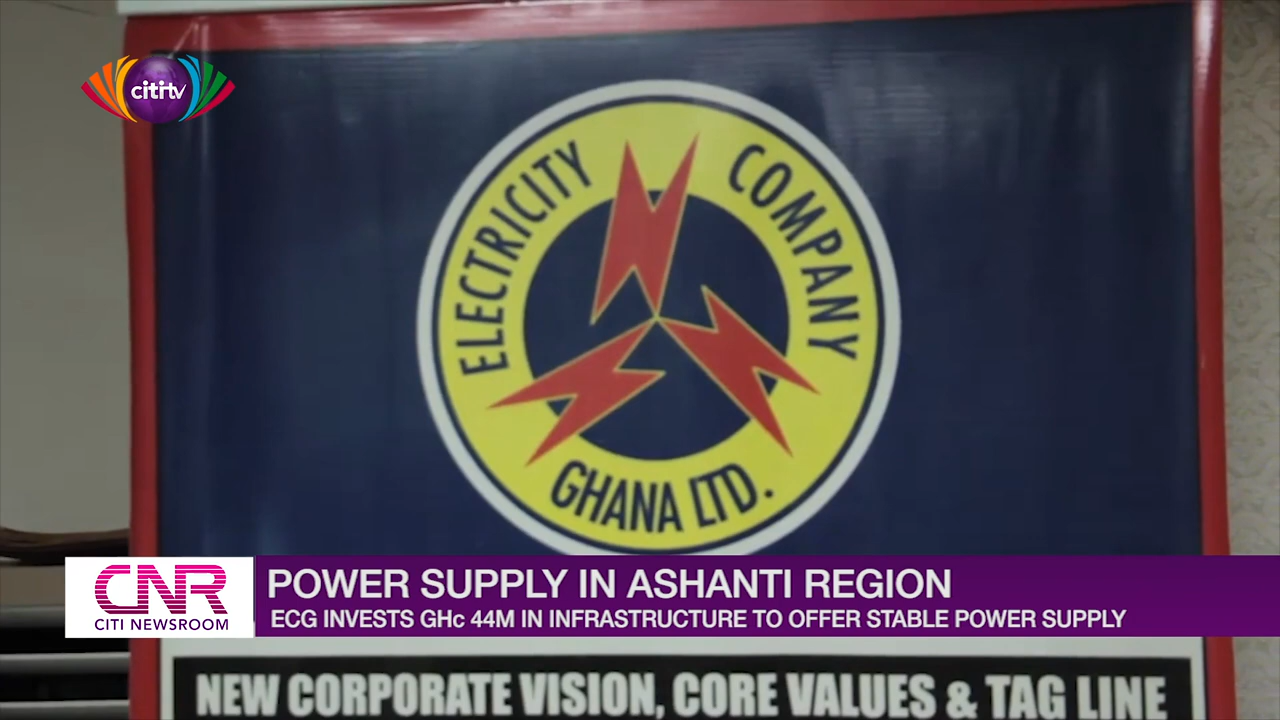 citi tv
ELECTRICITY COMPANY
GHANA LTD.
CNR
CITI NEWSROOM
POWER SUPPLY IN ASHANTI REGION
ECG INVESTS GHc 44M IN INFRASTRUCTURE TO OFFER STABLE POWER SUPPLY
NEW CORPORATE VISION, CORE VALUES & TAG LINE